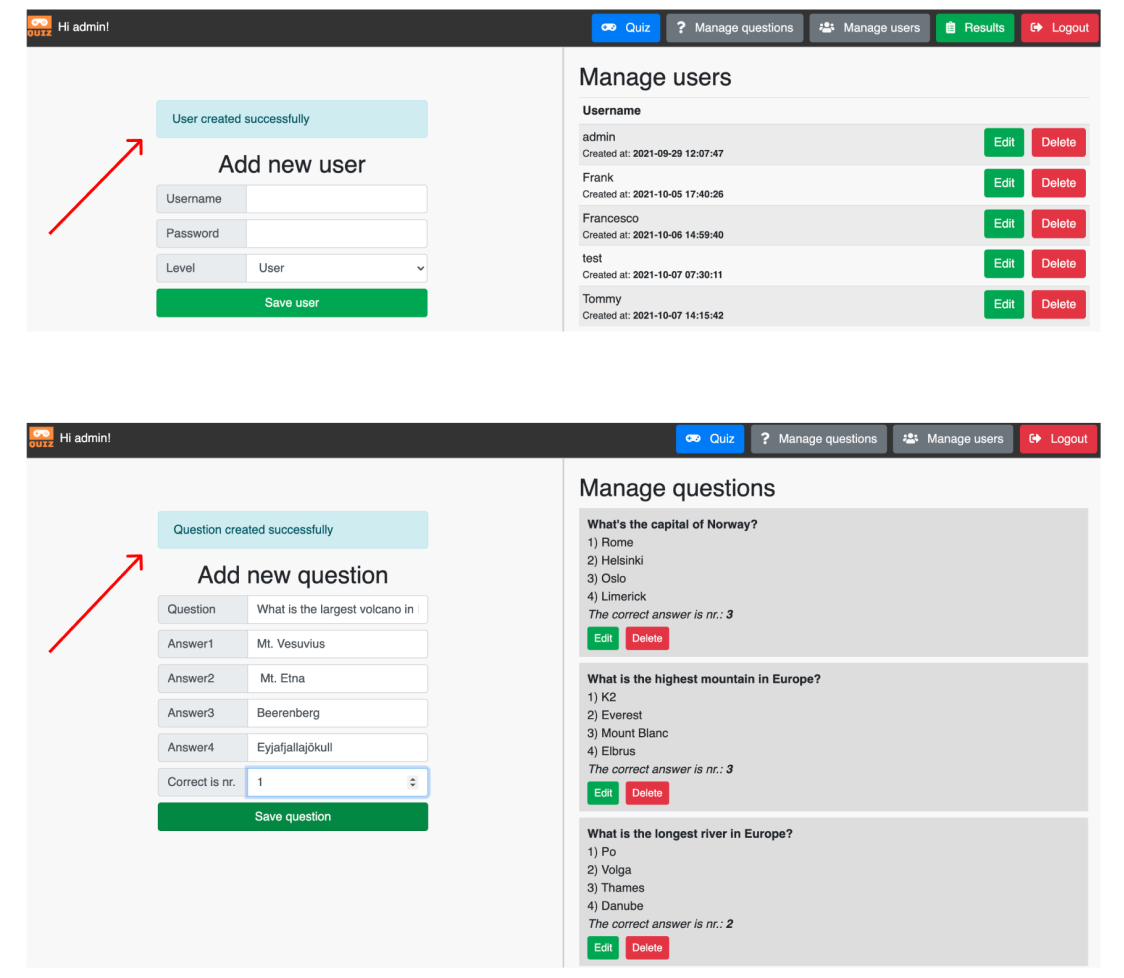 QUIZ Hi admin! Quiz ? Manage questions Manage users Results Logout
User created successfully
Add new user
Username
Password
Level User
Save user
Manage users
Username
admin Edit Delete
Created at: 2021-09-29 12:07:47
Frank Edit Delete
Created at: 2021-10-05 17:40:26
Francesco Edit Delete
Created at: 2021-10-06 14:59:40
test Edit Delete
Created at: 2021-10-07 07:30:11
Tommy Edit Delete
Created at: 2021-10-07 14:15:42
QUIZ Hi admin! Quiz ? Manage questions Manage users Logout
Question created successfully
Add new question
Question What is the largest volcano in
Answer1 Mt. Vesuvius
Answer2 Mt. Etna
Answer3 Beerenberg
Answer4 Eyjafjallajökull
Correct is nr. 1
Save question
Manage questions
What's the capital of Norway?
1) Rome
2) Helsinki
3) Oslo
4) Limerick
The correct answer is nr.: 3
Edit Delete
What is the highest mountain in Europe?
1) K2
2) Everest
3) Mount Blanc
4) Elbrus
The correct answer is nr.: 3
Edit Delete
What is the longest river in Europe?
1) Po
2) Volga
3) Thames
4) Danube
The correct answer is nr.: 2
Edit Delete